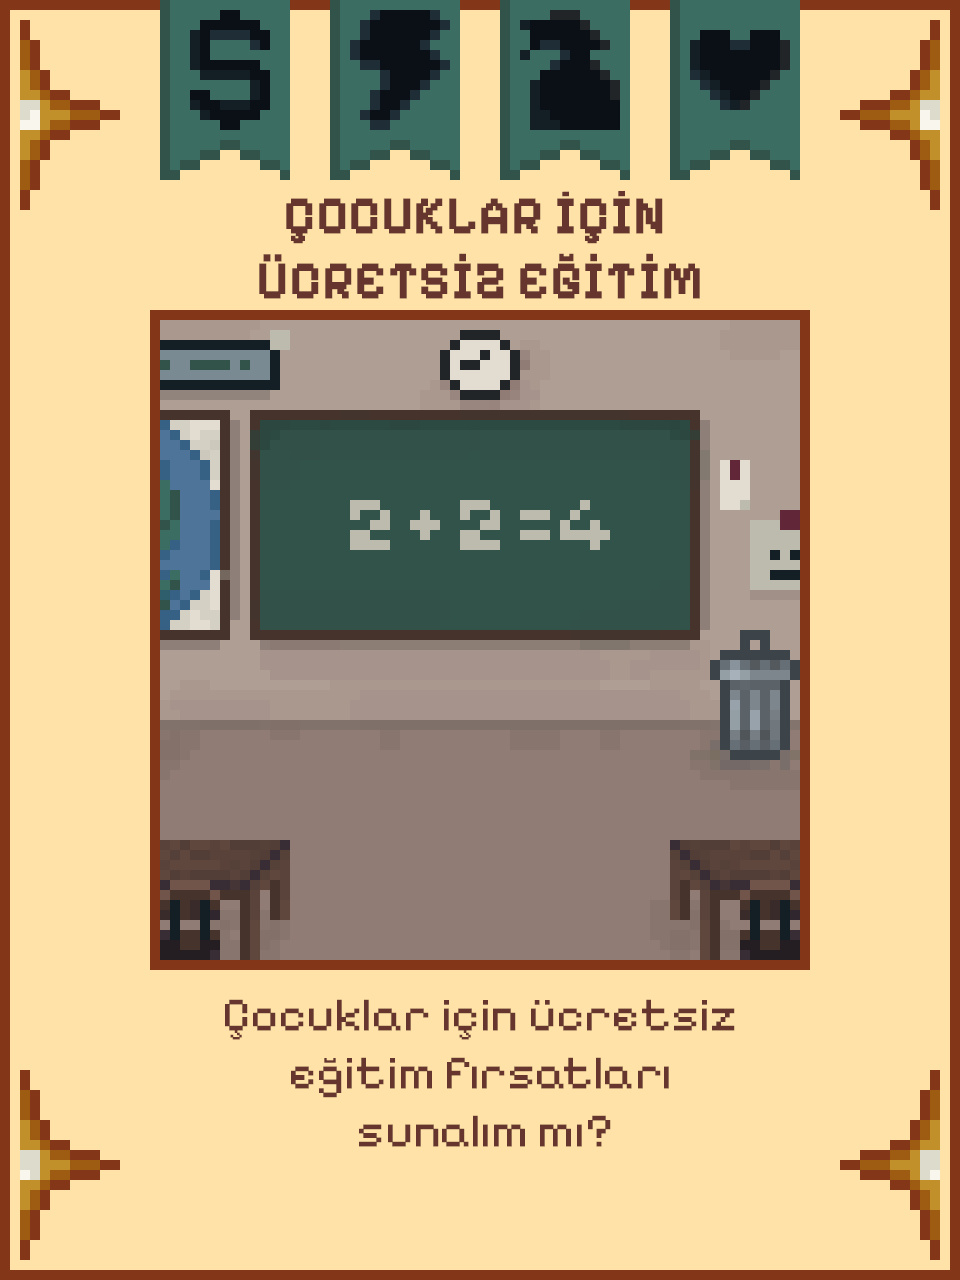 ÇOCUKLAR İÇİN
ÜCRETSİZ EĞİTİM
2+2=4
Çocuklar için ücretsiz
eğitim fırsatları
sunalım mı?